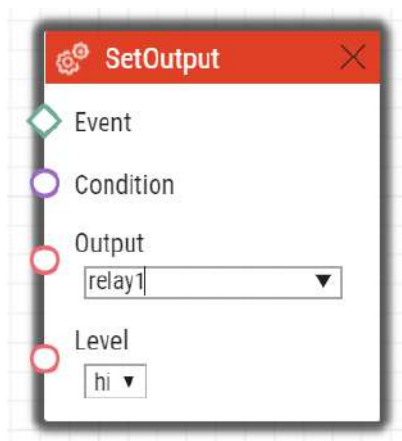 SetOutput
Event
Condition
Output
relay1
Level
hi